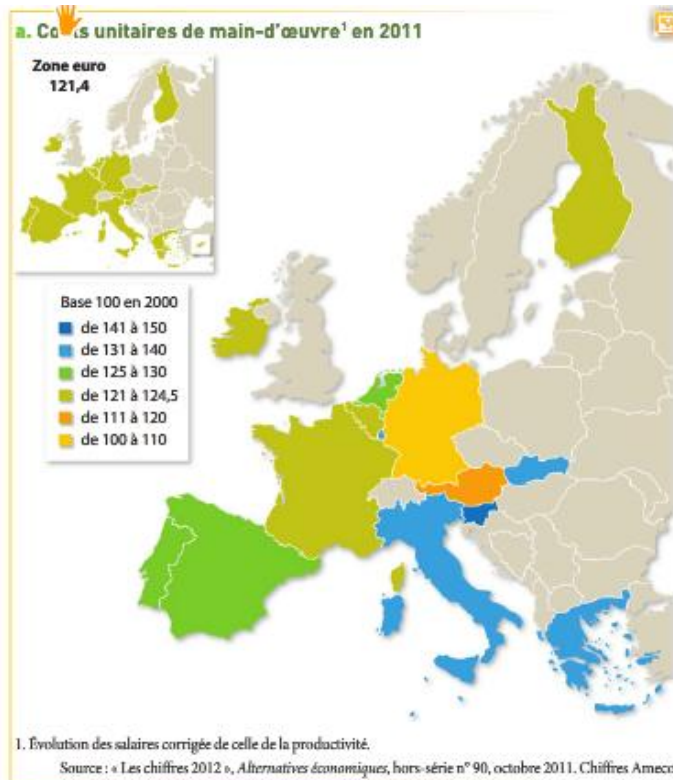 a. Co ts unitaires de main-d'œuvre¹ en 2011
Zone euro
121,4
Base 100 en 2000
de 141 à 150
de 131 à 140
de 125 à 130
de 121 à 124,5
de 111 à 120
de 100 à 110
1. Évolution des salaires corrigée de celle de la productivité.
Source : « Les chiffres 2012 », Alternatives économiques, hors-série n° 90, octobre 2011. Chiffres Ameco